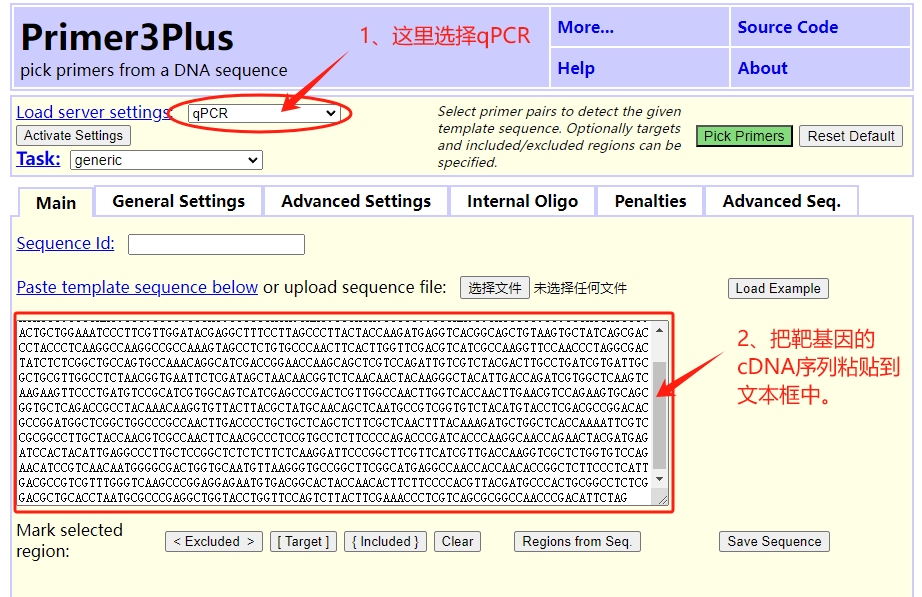 Primer3Plus
pick primers from a DNA sequence
1、这里选择qPCR
More...
Source Code
Help
About
Load server settings:
qPCR
Activate Settings
Task:
generic
Select primer pairs to detect the given
template sequence. Optionally targets
and included/excluded regions can be
specified.
Pick Primers
Reset Default
Main
General Settings
Advanced Settings
Internal Oligo
Penalties
Advanced Seq.
Sequence Id:
Paste template sequence below or upload sequence file:
选择文件
未选择任何文件
Load Example
ACTGCTGGAAATCCCTTCGTTGGATACGAGGCTTTCCTTAGCCCTTACTACCAAGATGAGGTCACGGCAGCTGTAAGTGCTATCAGCGAC
CCTACCCTCAAGGCCAAGGCCGCCAAAGTAGCCTCTGTGCCCAACTTCACTTGGTTCGACGTCATCGCCAAGGTTCCAACCCTAGGCGAC
TATCTCTCGGCTGCCAGTGCCAAACAGGCATCGACCGGAACCAAGCAGCTCGTCCAGATTGTCGTCTACGACTTGCCTGATCGTGATTGC
GCTGCGTTGGCCTCTAACGGTGAATTCTCGATAGCTAACAACGGTCTCAACAACTACAAGGGCTACATTGACCAGATCGTGGCTCAAGTC
AAGAAGTTCCCTGATGTCCGCATCGTGGCAGTCATCGAGCCCGACTCGTTGGCCAACTTGGTCACCAACTTGAACGTCCAGAAGTGCAGC
GGTGCTCAGACCGCCTACAAACAAGGTGTTACTTACGCTATGCAACAGCTCAATGCCGTCGGTGTCTACATGTACCTCGACGCCGGACAC
GCCGGATGGCTCGGCTGGCCCGCCAACTTGACCCCTGCTGCTCAGCTCTTCGCTCAACTTTACAAAGATGCTGGCTCACCAAAATTCGTC
CGCGGCCTTGCTACCAACGTCGCCAACTTCAACGCCCTCCGTGCCTCTTCCCCAGACCCGATCACCCAAGGCAACCAGAACTACGATGAG
ATCCACTACATTGAGGCCCTTGCTCCGGCTCTCTCTTCTCAAGGATTCCCGGCTTCGTTCATCGTTGACCAAGGTCGCTCTGGTGTCCAG
AACATCCGTCAACAATGGGGCGACTGGTGCAATGTTAAGGGTGCCGGCTTCGGCATGAGGCCAACCACCAACACCGGCTCTTCCCTCATT
GACGCCGTCGTTTGGGTCAAGCCCGGAGGAGAATGTGACGGCACTACCAACACTTCTTCCCCACGTTACGATGCCCACTGCGGCCTCTCG
GACGCTGCACCTAATGCGCCCGAGGCTGGTACCTGGTTCCAGTCTTACTTCGAAACCCTCGTCAGCGCGGCCAACCCGACATTCTAG
2、把靶基因的
cDNA序列粘贴到
文本框中。
Mark selected
region:
< Excluded >
[ Target ]
{ Included }
Clear
Regions from Seq.
Save Sequence